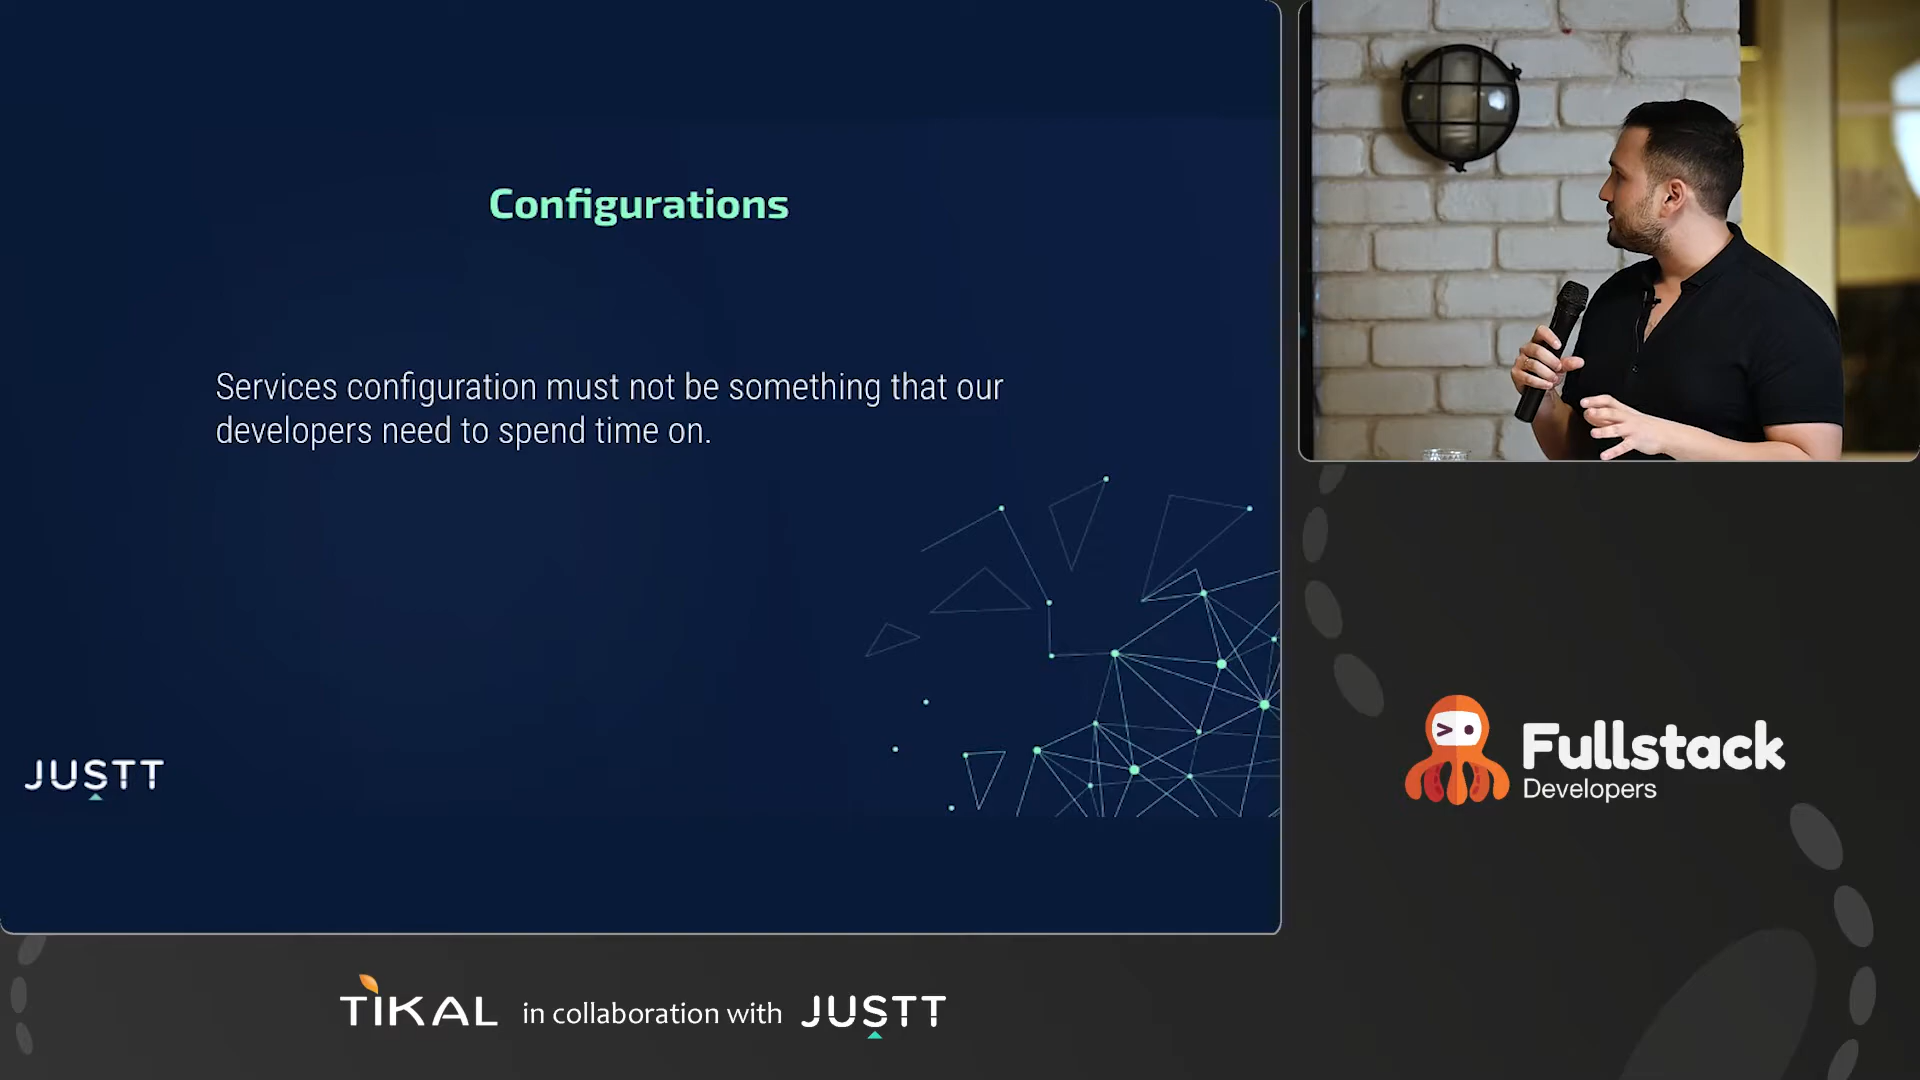 Configurations
Services configuration must not be something that our
developers need to spend time on.
JUSTT
Fullstack
Developers
TIKAL in collaboration with JUSTT